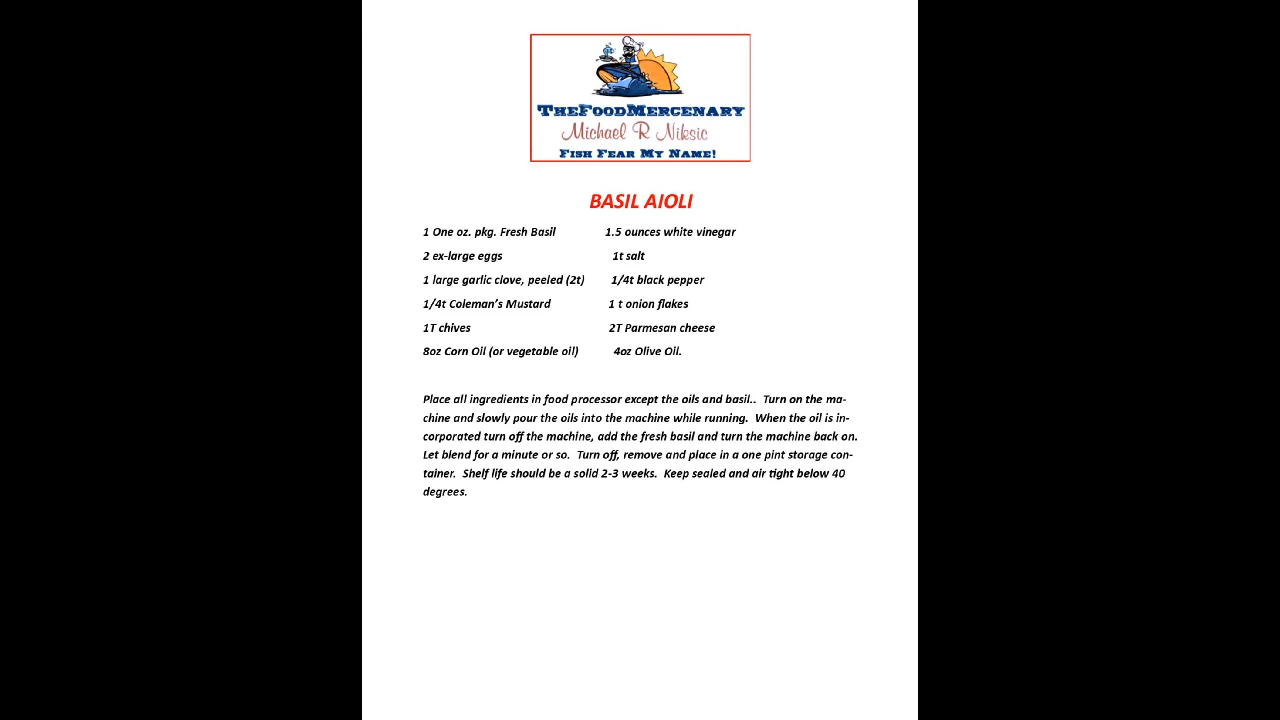 THEFOODMERCENARY
Michael R Niksic
FISH FEAR MY NAME!
BASIL AIOLI
1 One oz. pkg. Fresh Basil 1.5 ounces white vinegar
2 ex-large eggs 1t salt
1 large garlic clove, peeled (2t) 1/4t black pepper
1/4t Coleman's Mustard 1 t onion flakes
1T chives 2T Parmesan cheese
8oz Corn Oil (or vegetable oil) 4oz Olive Oil.
Place all ingredients in food processor except the oils and basil.. Turn on the ma-
chine and slowly pour the oils into the machine while running. When the oil is in-
corporated turn off the machine, add the fresh basil and turn the machine back on.
Let blend for a minute or so. Turn off, remove and place in a one pint storage con-
tainer. Shelf life should be a solid 2-3 weeks. Keep sealed and air tight below 40
degrees.